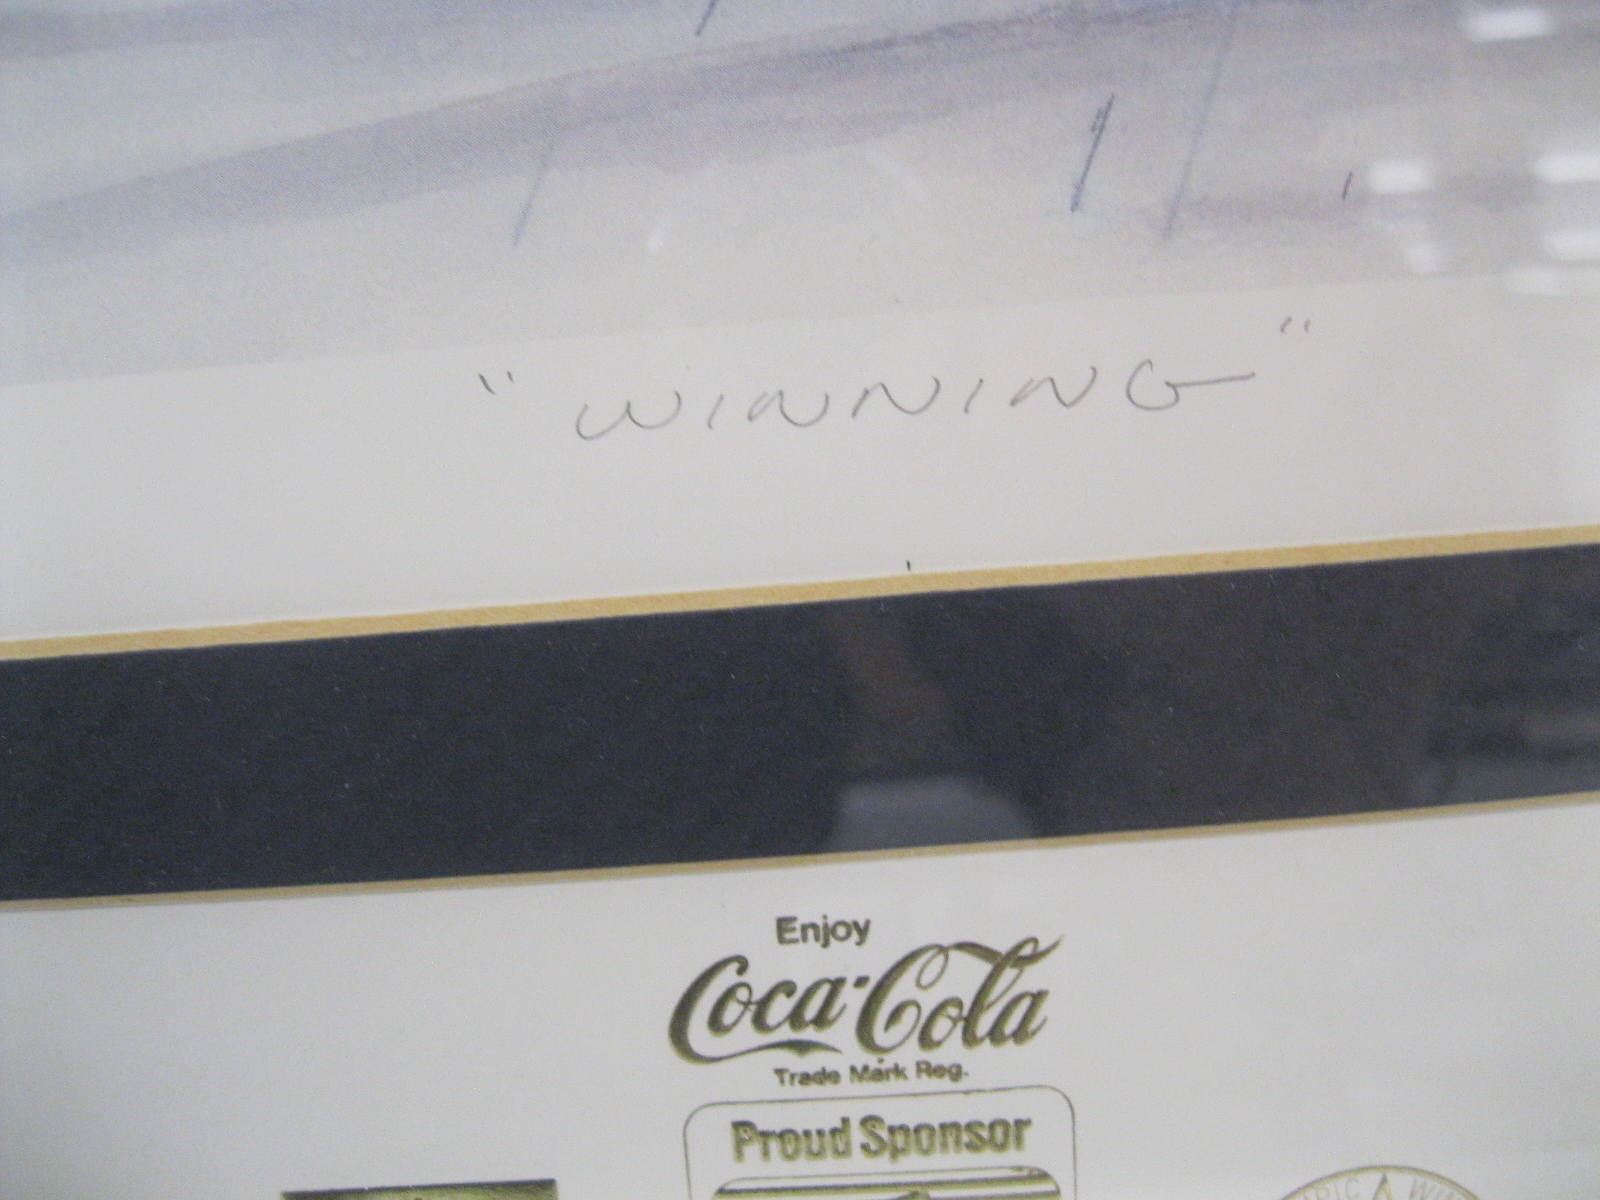 "WINNING"
Enjoy
Coca-Cola
Trade Mark Reg.
Proud Sponsor